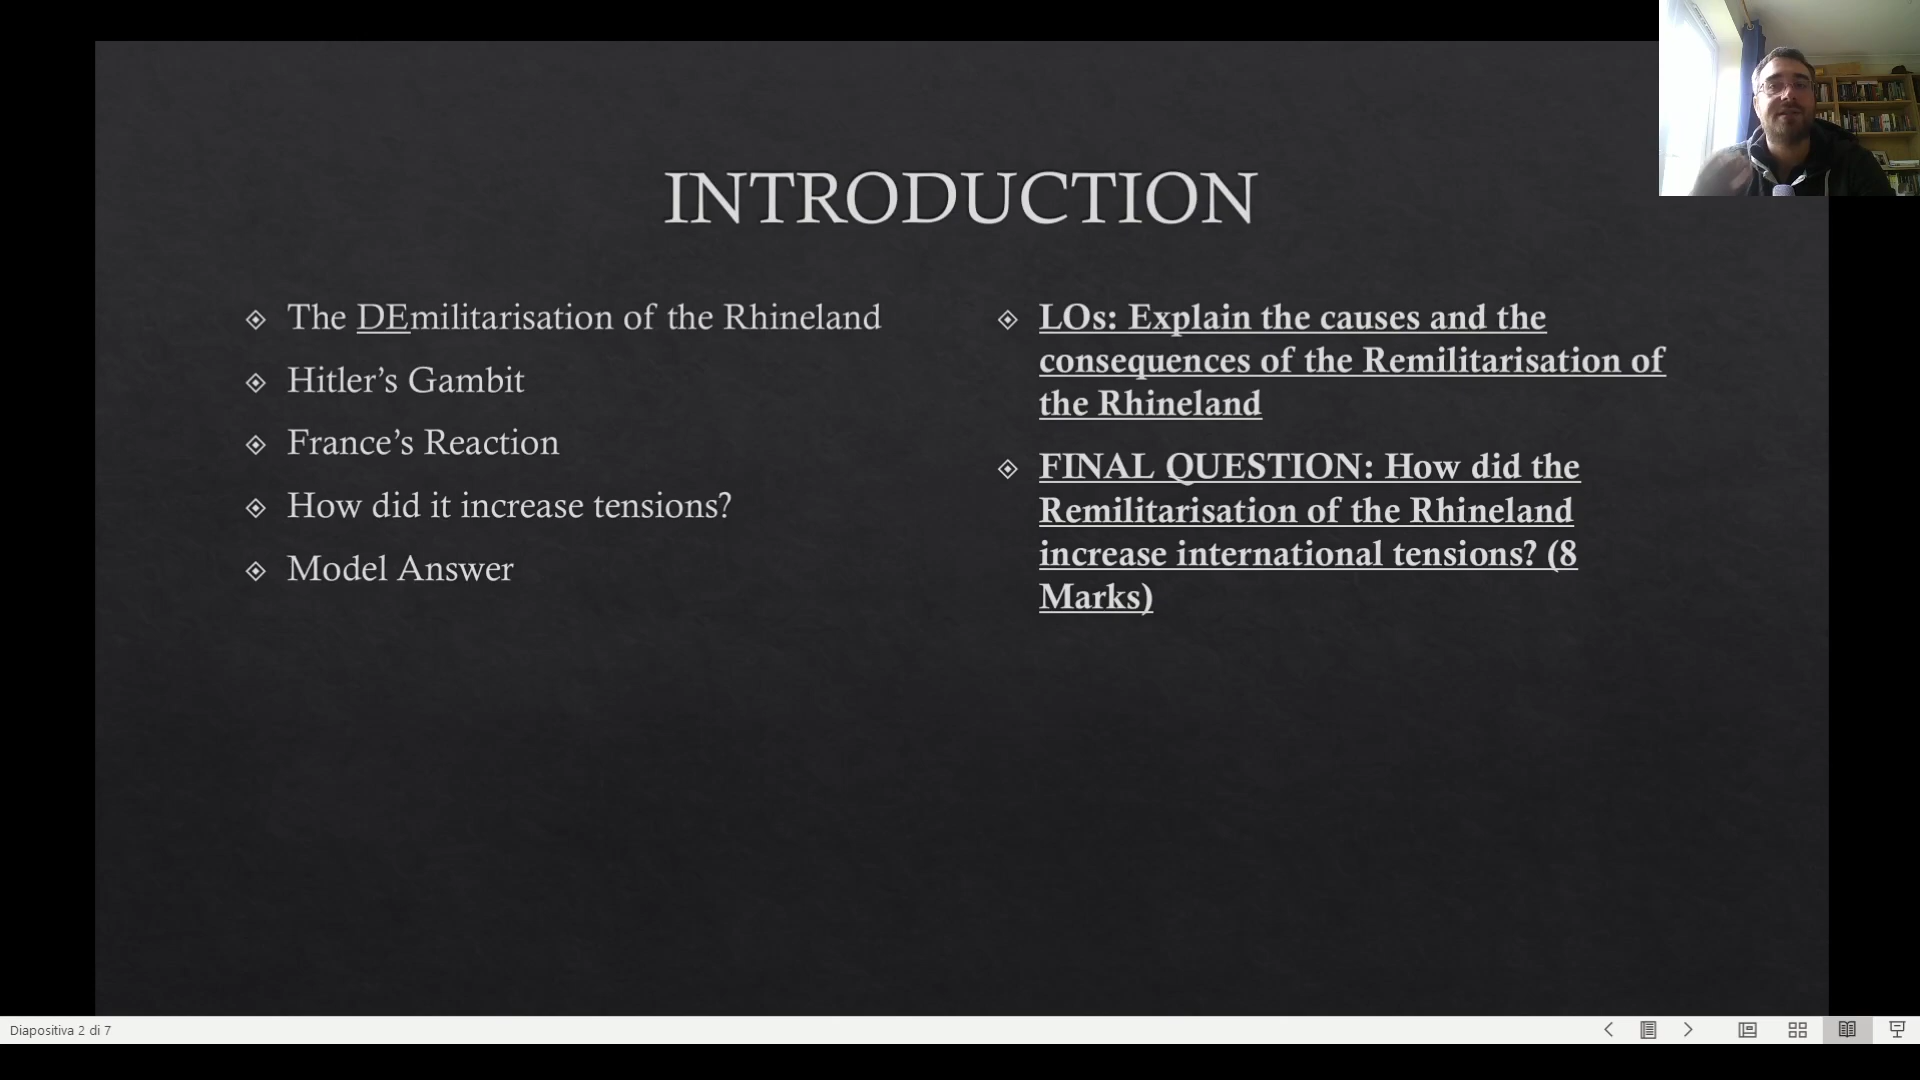 INTRODUCTION
The DEmilitarisation of the Rhineland
Hitler's Gambit
France's Reaction
How did it increase tensions?
Model Answer
LOs: Explain the causes and the
consequences of the Remilitarisation of
the Rhineland
FINAL QUESTION: How did the
Remilitarisation of the Rhineland
increase international tensions? (8
Marks)
Diapositiva 2 di 7